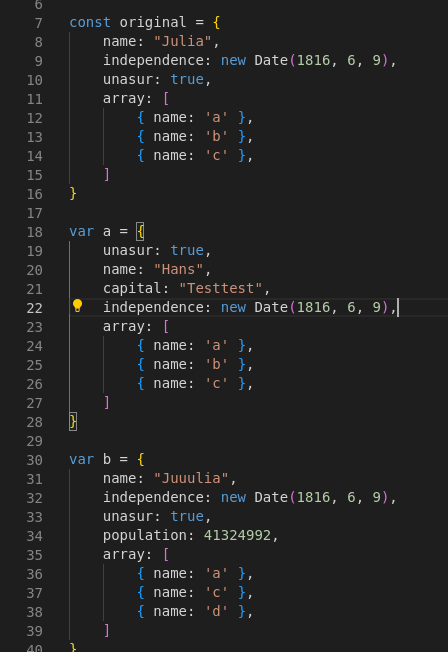 6
7 const original = {
8     name: "Julia",
9     independence: new Date(1816, 6, 9),
10     unasur: true,
11     array: [
12         { name: 'a' },
13         { name: 'b' },
14         { name: 'c' },
15     ]
16 }
17
18 var a = {
19     unasur: true,
20     name: "Hans",
21     capital: "Testtest",
22     independence: new Date(1816, 6, 9),
23     array: [
24         { name: 'a' },
25         { name: 'b' },
26         { name: 'c' },
27     ]
28 }
29
30 var b = {
31     name: "Juuulia",
32     independence: new Date(1816, 6, 9),
33     unasur: true,
34     population: 41324992,
35     array: [
36         { name: 'a' },
37         { name: 'c' },
38         { name: 'd' },
39     ]
40 }